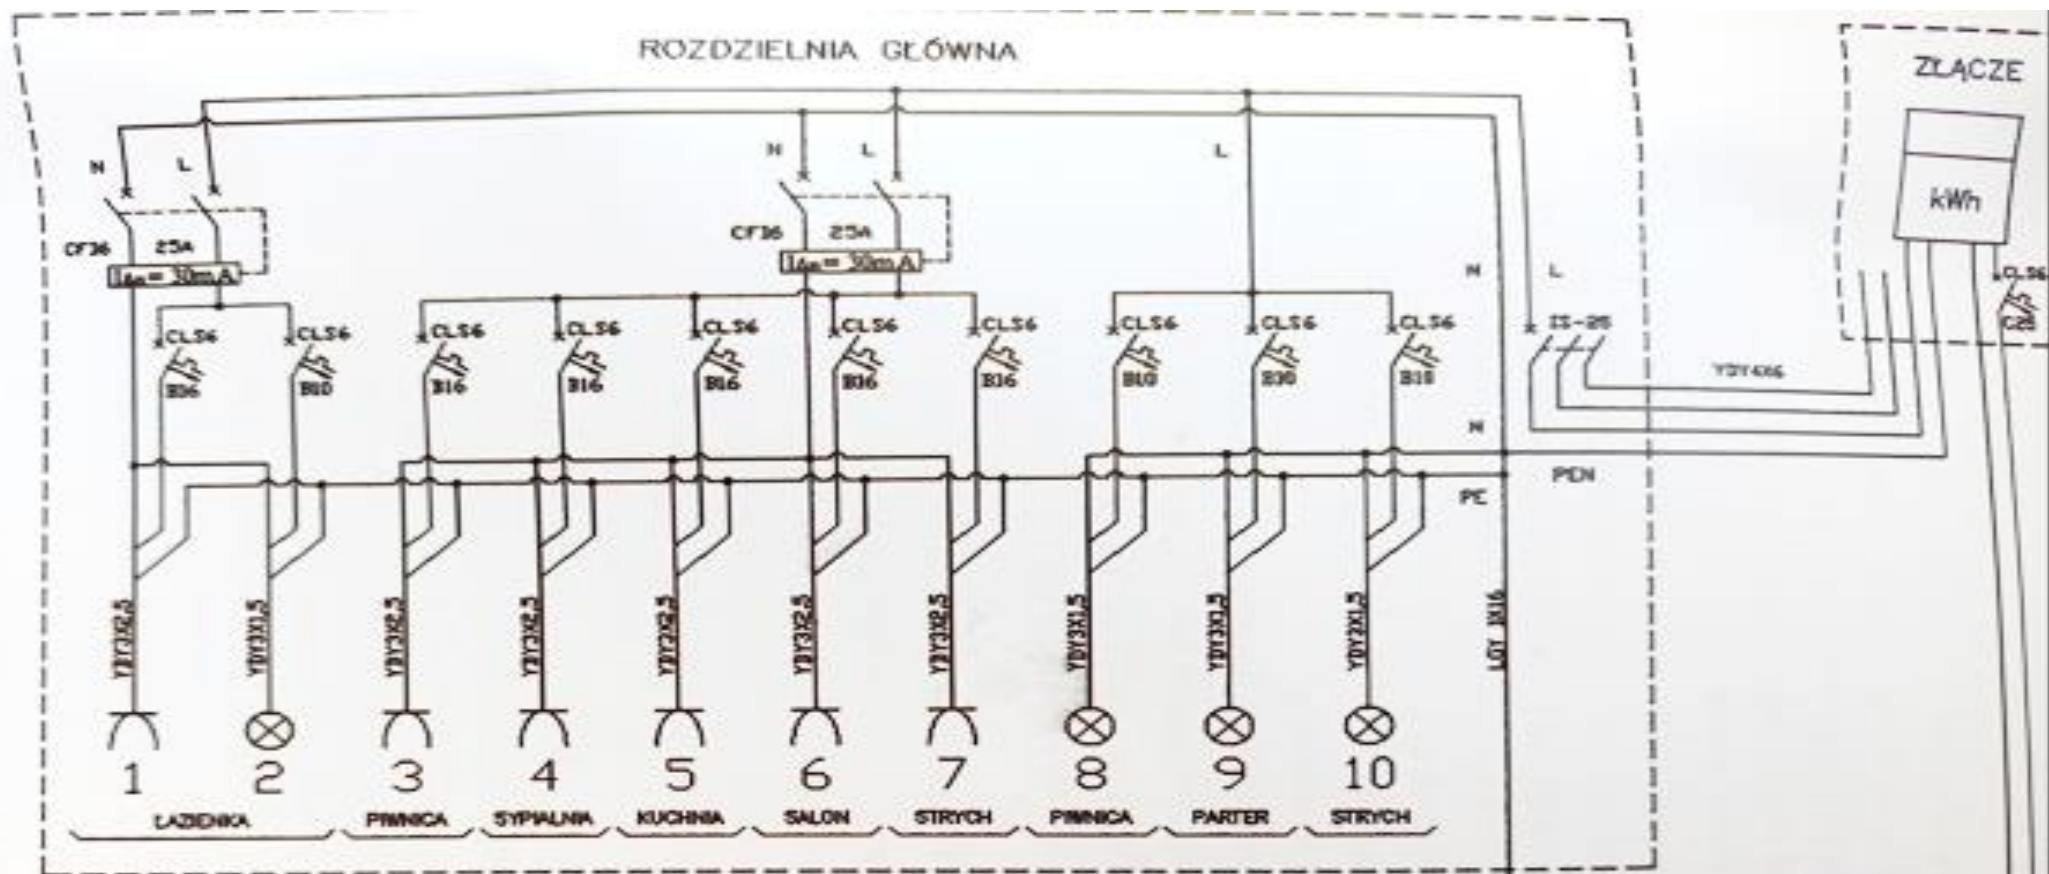 ROZDZIELNIA GŁÓWNA
ZŁĄCZE
kWh
N L
N L
L
CF16 25A
IΔn= 30mA
CF16 25A
IΔn= 30mA
N L
CLS6 CLS6 CLS6 CLS6 CLS6 CLS6 CLS6 CLS6 CLS6 CLS6
IS-25
CLS6
B16 B10 B16 B16 B16 B16 B16 B10 B10 B10
YDY4X6
N
PEN
PE
YDY3X2,5 YDY3X1,5 YDY3X2,5 YDY3X2,5 YDY3X2,5 YDY3X2,5 YDY3X2,5 YDY3X1,5 YDY3X1,5 YDY3X1,5
LGY 1X16
1 2 3 4 5 6 7 8 9 10
ŁAZIENKA PIWNICA SYPIALNIA KUCHNIA SALON STRYCH PIWNICA PARTER STRYCH